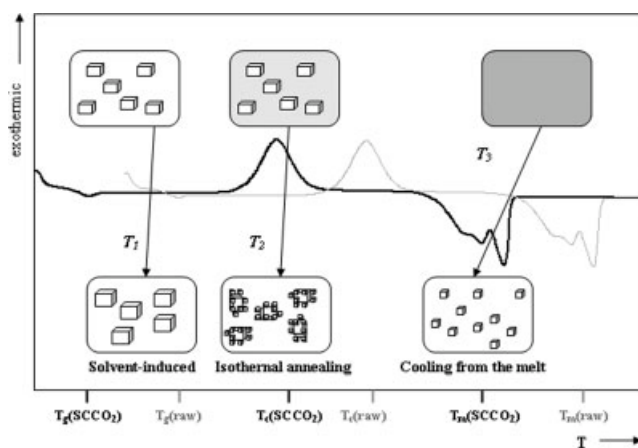 exothermic
T3
T1
T2
Solvent-induced
Isothonal annealing
Cooling from the melt
Tg(SCCO2)
Tg(raw)
Tc(SCCO2)
Tc(raw)
Tm(SCCO2)
Tm(raw)
T